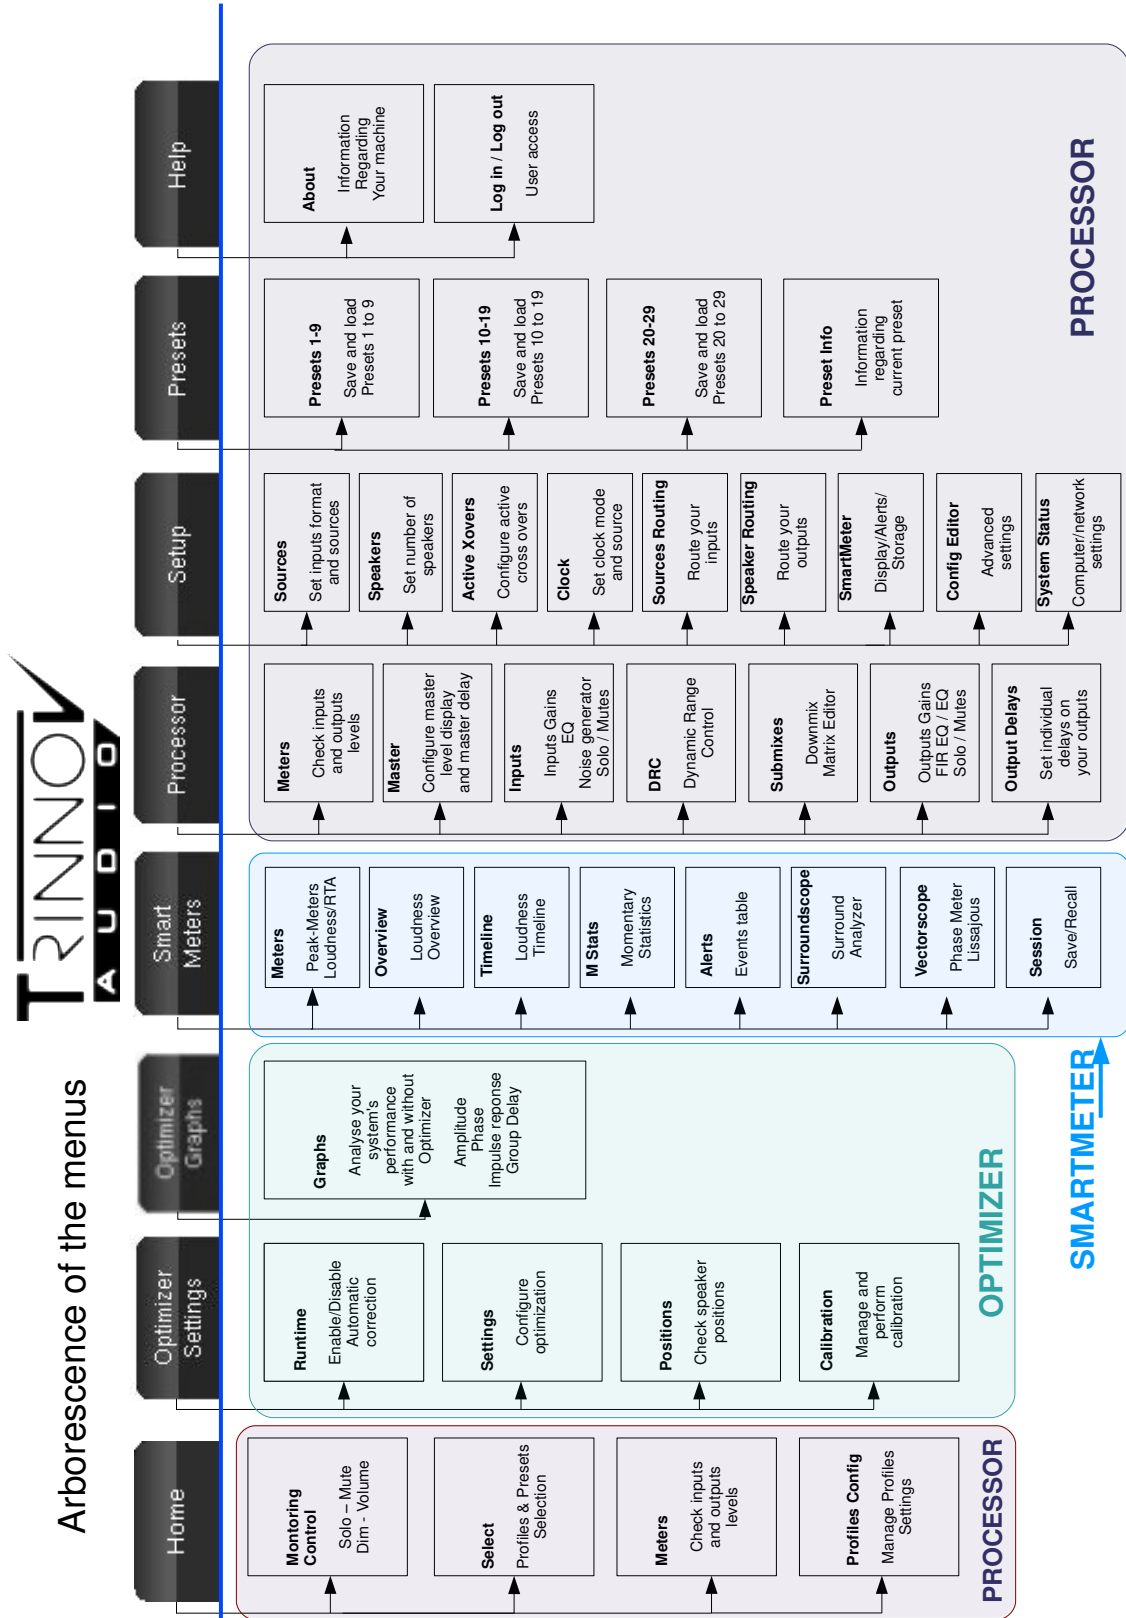 TRINNOV
AUDIO
Arborescence of the menus
Home
Optimizer
Settings
Optimizer
Graphs
Smart
Meters
Processor
Setup
Presets
Help
Montoring
Control
Solo – Mute
Dim - Volume
Select
Profiles & Presets
Selection
Meters
Check inputs
and outputs
levels
Profiles Config
Manage Profiles
Settings
PROCESSOR
Runtime
Enable/Disable
Automatic
correction
Settings
Configure
optimization
Positions
Check speaker
positions
Calibration
Manage and
perform
calibration
Graphs
Analyse your
system's
performance
with and without
Optimizer
Amplitude
Phase
Impulse reponse
Group Delay
OPTIMIZER
Meters
Peak-Meters
Loudness/RTA
Overview
Loudness
Overview
Timeline
Loudness
Timeline
M Stats
Momentary
Statistics
Alerts
Events table
Surroundscope
Surround
Analyzer
Vectorscope
Phase Meter
Lissajous
Session
Save/Recall
SMARTMETER
Meters
Check inputs
and outputs
levels
Master
Configure master
level display
and master delay
Inputs
Inputs Gains
EQ
Noise generator
Solo / Mutes
DRC
Dynamic Range
Control
Submixes
Downmix
Matrix Editor
Outputs
Outputs Gains
FIR EQ / EQ
Solo / Mutes
Output Delays
Set individual
delays on
your outputs
Sources
Set inputs format
and sources
Speakers
Set number of
speakers
Active Xovers
Configure active
cross overs
Clock
Set clock mode
and source
Sources Routing
Route your
inputs
Speaker Routing
Route your
outputs
SmartMeter
Display/Alerts/
Storage
Config Editor
Advanced
settings
System Status
Computer/network
settings
Presets 1-9
Save and load
Presets 1 to 9
Presets 10-19
Save and load
Presets 10 to 19
Presets 20-29
Save and load
Presets 20 to 29
Preset Info
Information
regarding
current preset
About
Information
Regarding
Your machine
Log in / Log out
User access
PROCESSOR